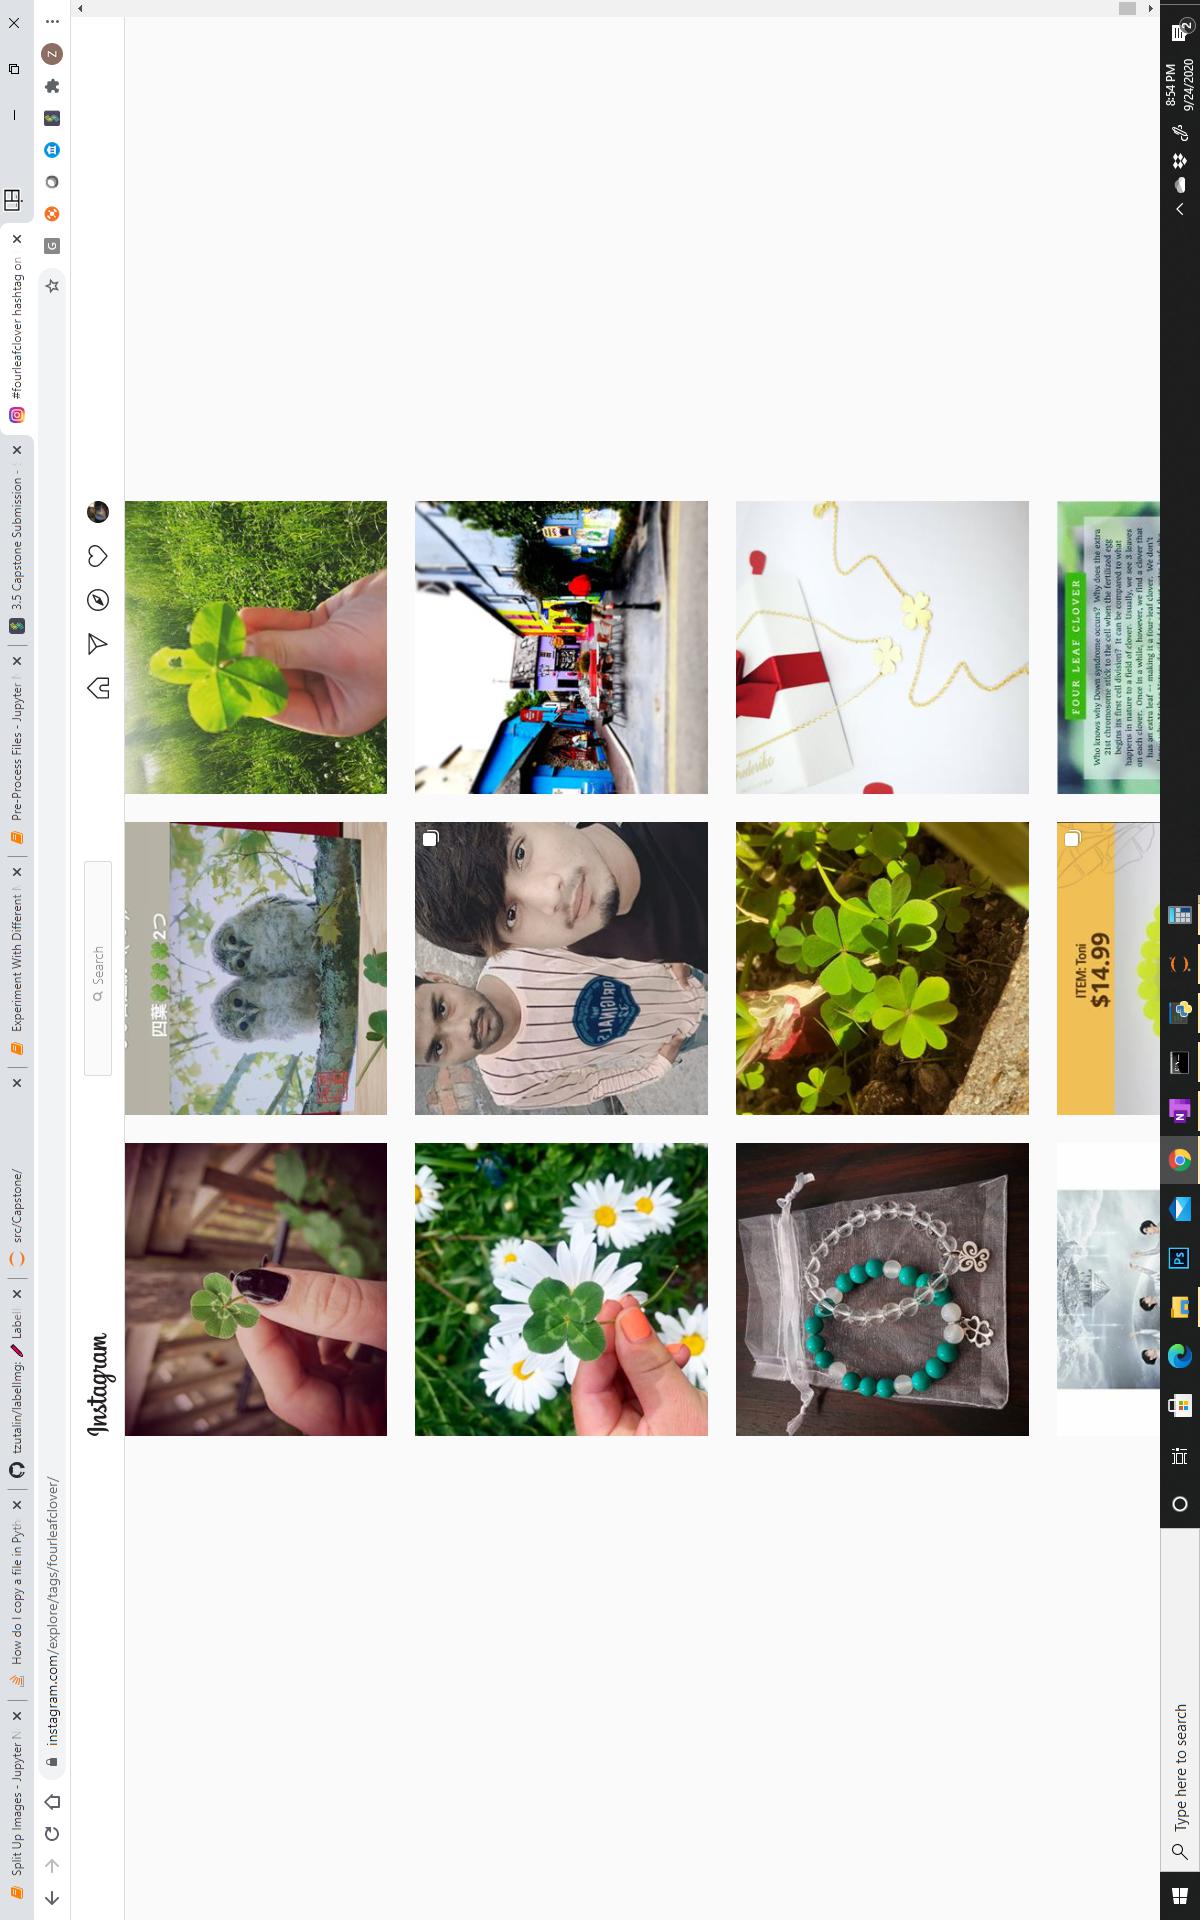 Split Up Images - Jupyter N
How do I copy a file in Pyth
tzutalin/labelImg: Labell
src/Capstone/
Experiment With Different N
Pre-Process Files - Jupyter N
3.5 Capstone Submission -
#fourleafclover hashtag on
instagram.com/explore/tags/fourleafclover/
G
Z
Instagram
Search
四葉🍀🍀🍀2つ
ORIGINALS
rederike
ITEM: Toni
$14.99
FOUR LEAF CLOVER
Who knows why Down syndrome occurs? Why does the extra
21st chromosome stick to the cell when the fertilized egg
begins its first cell division? It can be compared to what
happens in nature to a field of clover. Usually, we see 3 leaves
on each clover. Once in a while, however, we find a clover that
has an extra leaf -- making it a four-leaf clover. We don't
Type here to search
Ps
N
8:54 PM
9/24/2020
2